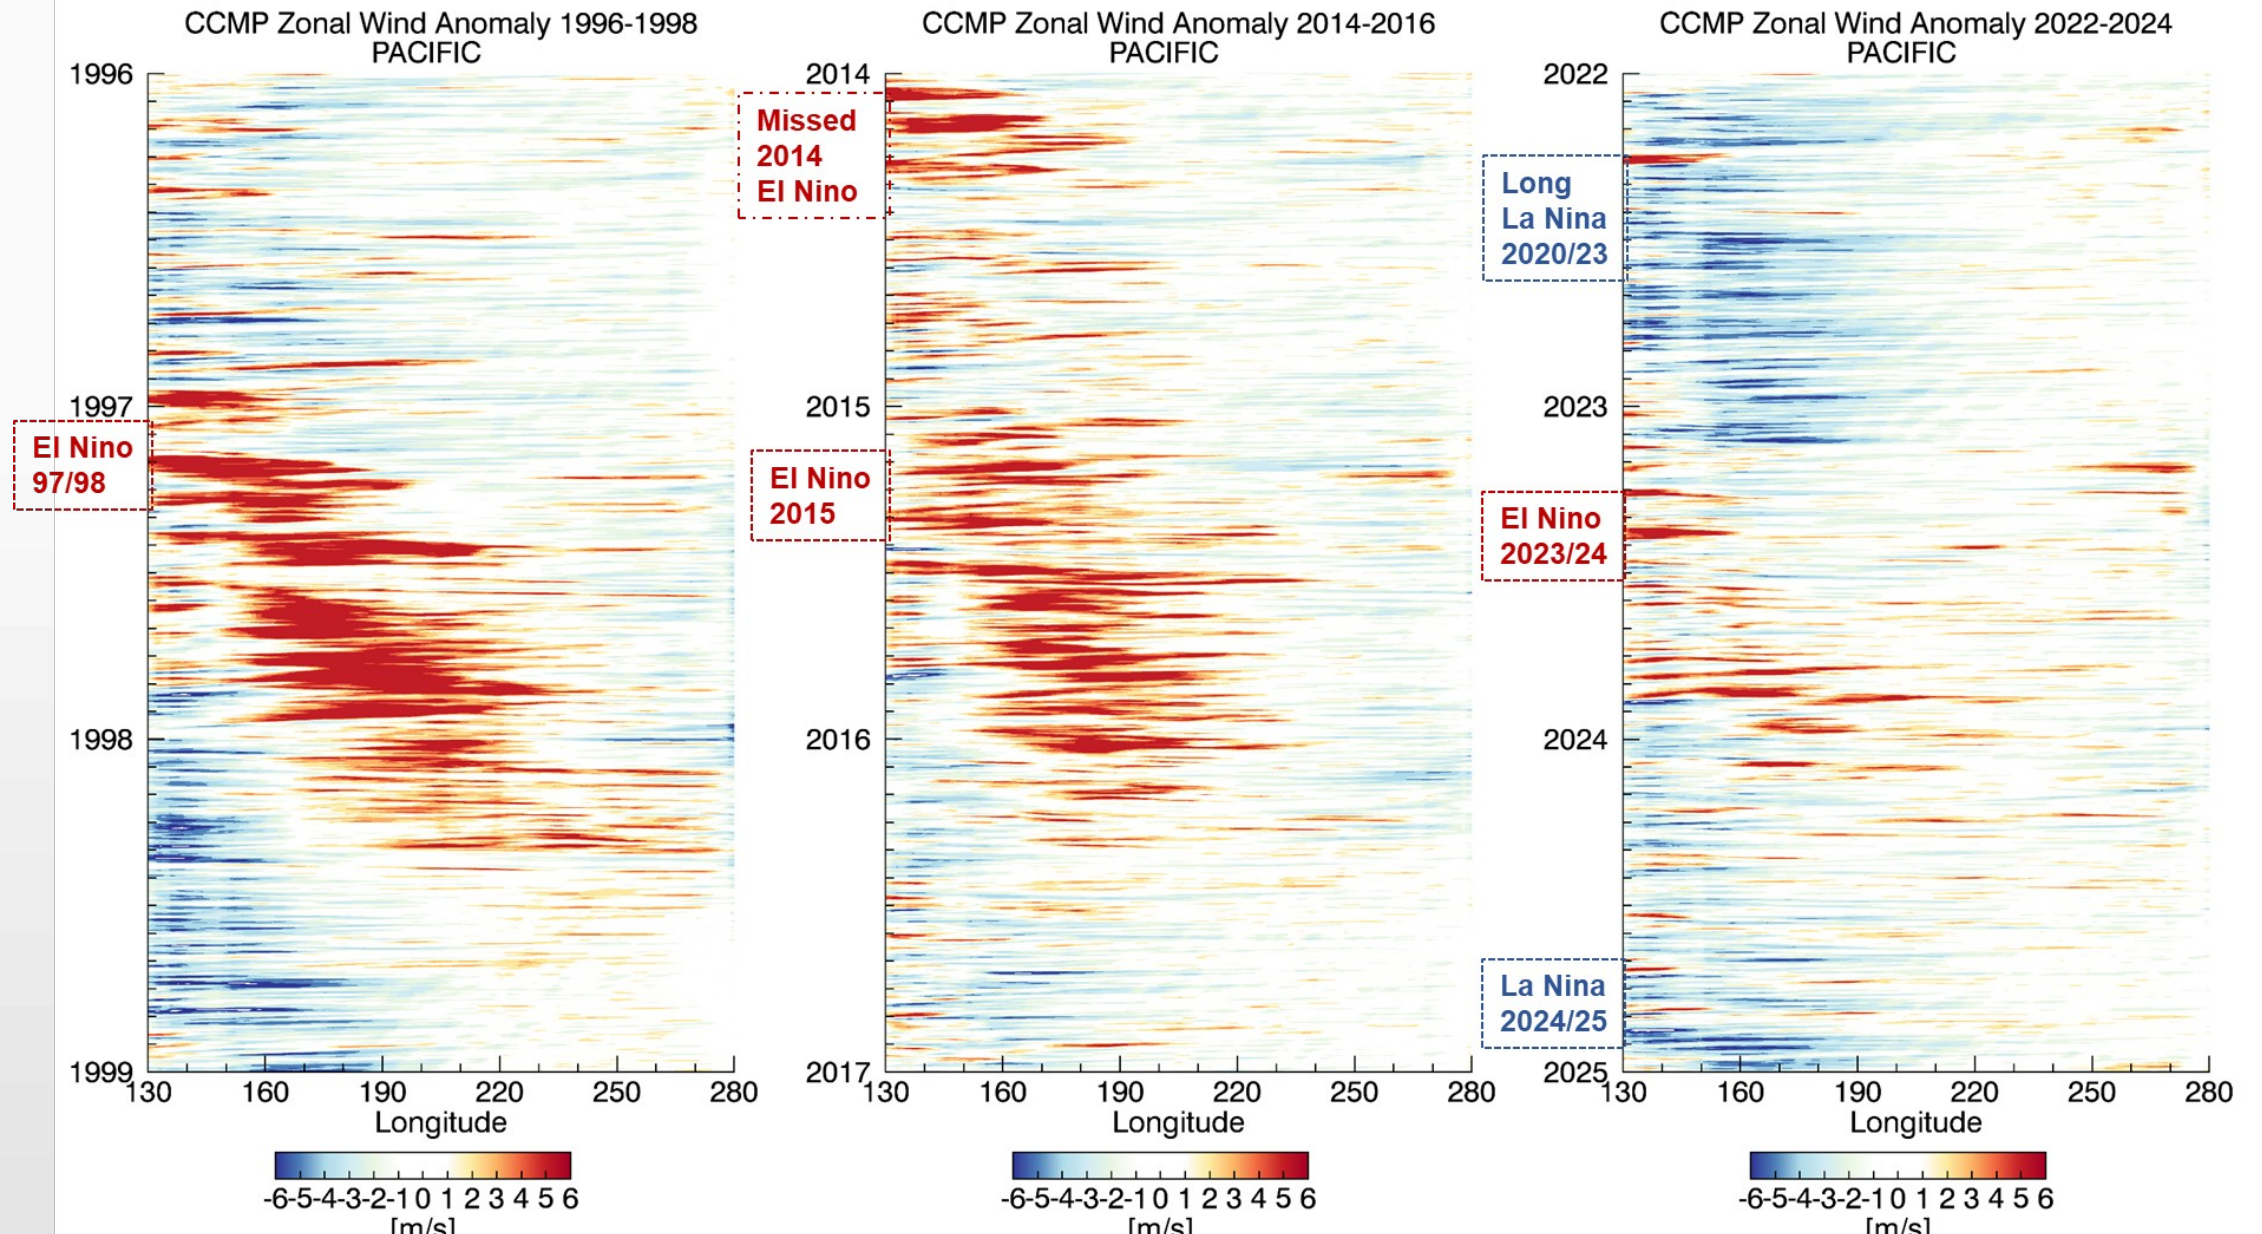 CCMP Zonal Wind Anomaly 1996-1998
PACIFIC
1996
1997
1998
1999
El Nino
97/98
130 160 190 220 250 280
Longitude
-6-5-4-3-2-1 0 1 2 3 4 5 6
[m/s]
CCMP Zonal Wind Anomaly 2014-2016
PACIFIC
2014
2015
2016
2017
Missed
2014
El Nino
El Nino
2015
130 160 190 220 250 280
Longitude
-6-5-4-3-2-1 0 1 2 3 4 5 6
[m/s]
CCMP Zonal Wind Anomaly 2022-2024
PACIFIC
2022
2023
2024
2025
Long
La Nina
2020/23
El Nino
2023/24
La Nina
2024/25
130 160 190 220 250 280
Longitude
-6-5-4-3-2-1 0 1 2 3 4 5 6
[m/s]